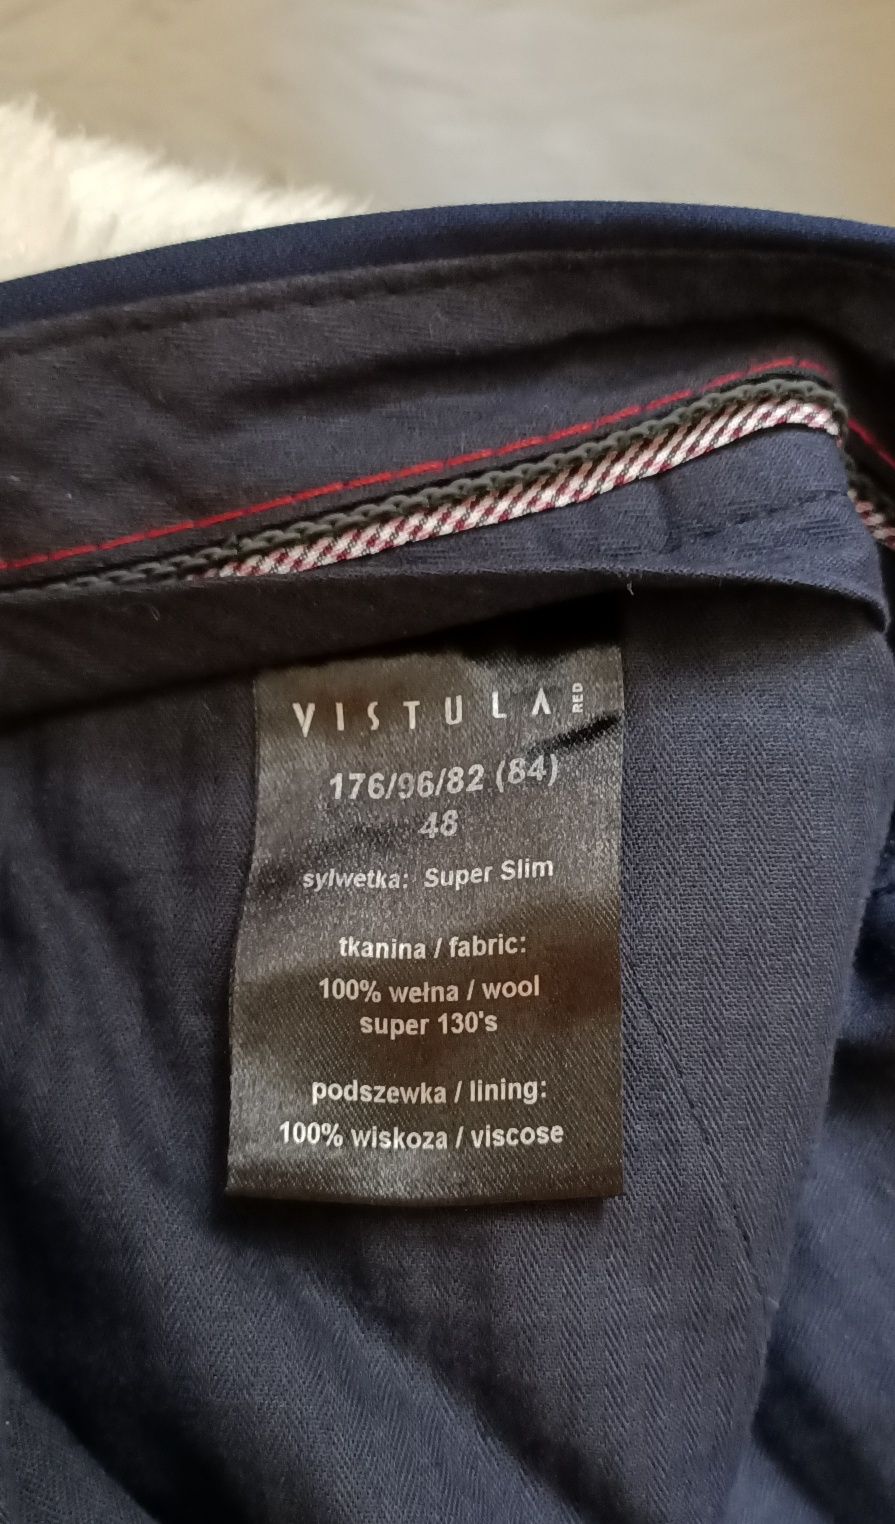 VISTULA RED
176/96/82 (84)
48
sylwetka: Super Slim
tkanina / fabric:
100% wełna / wool
super 130's
podszewka / lining:
100% wiskoza / viscose